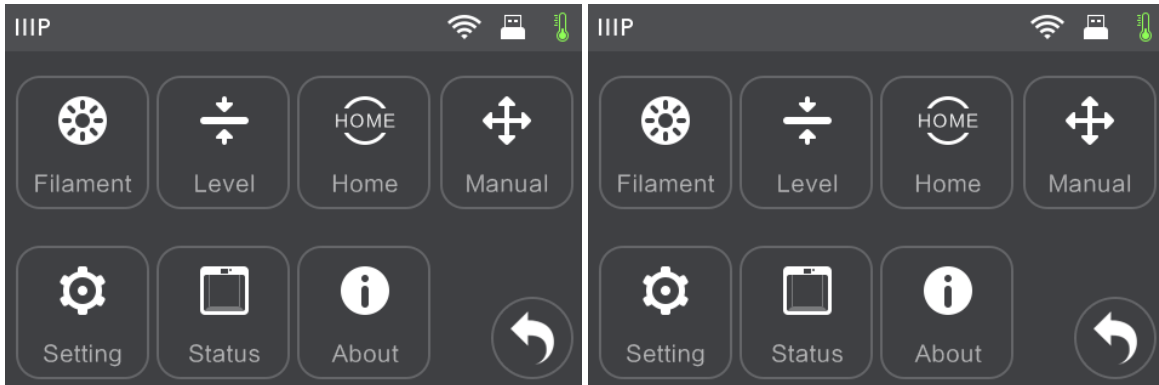 IIIP
HOME
Filament Level Home Manual
Setting Status About
IIIP
HOME
Filament Level Home Manual
Setting Status About